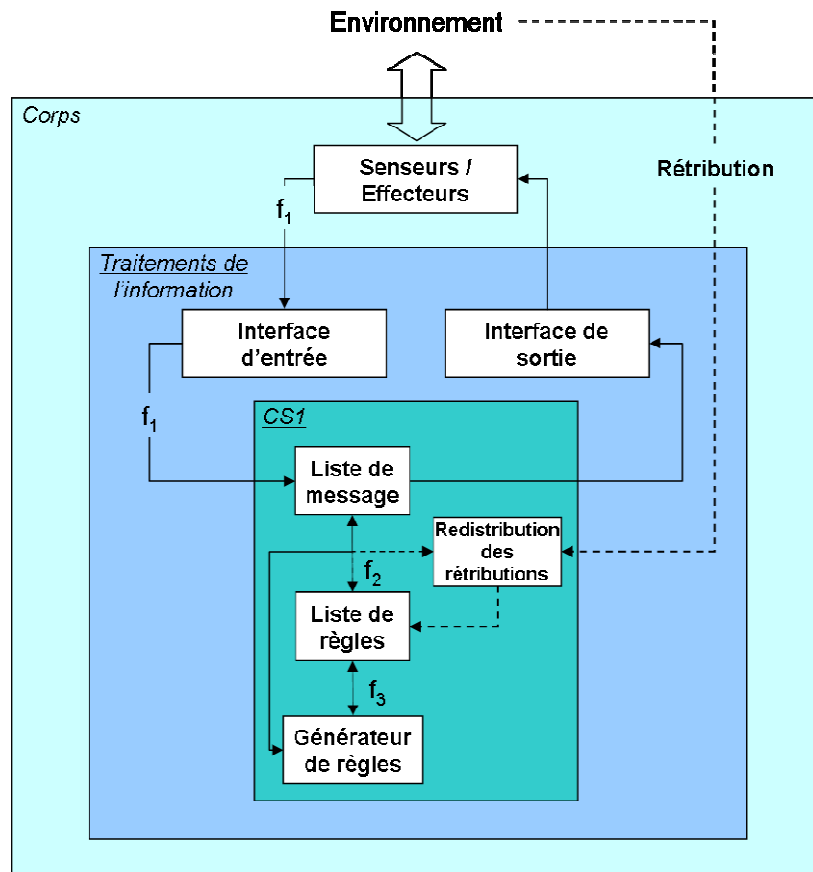 Environnement
Corps
Senseurs /
Effecteurs
Rétribution
f1
Traitements de
l'information
Interface
d'entrée
Interface de
sortie
f1
CS1
Liste de
message
Redistribution
des
rétributions
f2
Liste de
règles
f3
Générateur
de règles